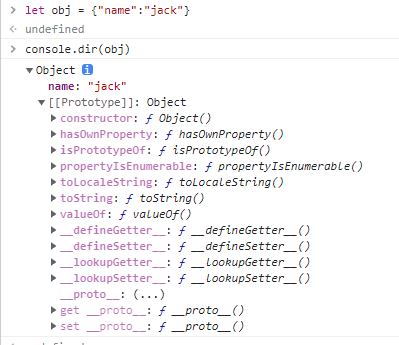 > let obj = {"name":"jack"}
< undefined
> console.dir(obj)
▼ Object i
name: "jack"
▼ [[Prototype]]: Object
▶ constructor: ƒ Object()
▶ hasOwnProperty: ƒ hasOwnProperty()
▶ isPrototypeOf: ƒ isPrototypeOf()
▶ propertyIsEnumerable: ƒ propertyIsEnumerable()
▶ toLocaleString: ƒ toLocaleString()
▶ toString: ƒ toString()
▶ valueOf: ƒ valueOf()
▶ __defineGetter__: ƒ __defineGetter__()
▶ __defineSetter__: ƒ __defineSetter__()
▶ __lookupGetter__: ƒ __lookupGetter__()
▶ __lookupSetter__: ƒ __lookupSetter__()
__proto__: (...)
▶ get __proto__: ƒ __proto__()
▶ set __proto__: ƒ __proto__()